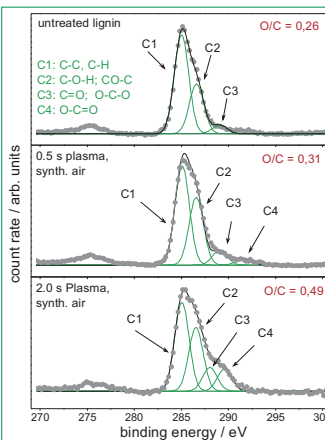 untreated lignin
O/C = 0,26
C1
C2
C3
C1: C-C, C-H
C2: C-O-H; CO-C
C3: C=O; O-C-O
C4: O-C=O
0.5 s plasma,
synth. air
O/C = 0,31
C1
C2
C3
C4
2.0 s Plasma,
synth. air
O/C = 0,49
C1
C2
C3
C4
count rate / arb. units
270 275 280 285 290 295 30
binding energy / eV